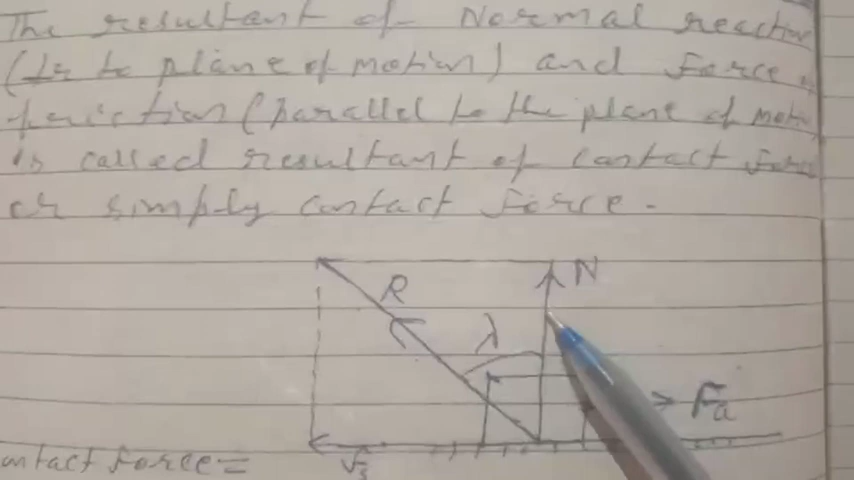 The resultant of Normal reaction
(⊥r to plane of motion) and force of
friction (parallel to the plane of motion
is called resultant of contact force
or simply contact force.
N
R
λ
Fa
contact force =